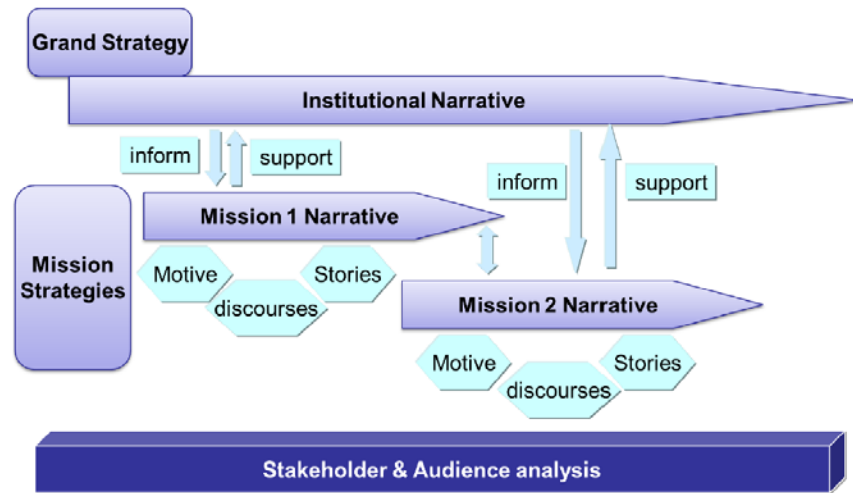 Grand Strategy
Institutional Narrative
inform
support
inform
support
Mission 1 Narrative
Mission
Strategies
Motive
Stories
discourses
Mission 2 Narrative
Motive
Stories
discourses
Stakeholder & Audience analysis